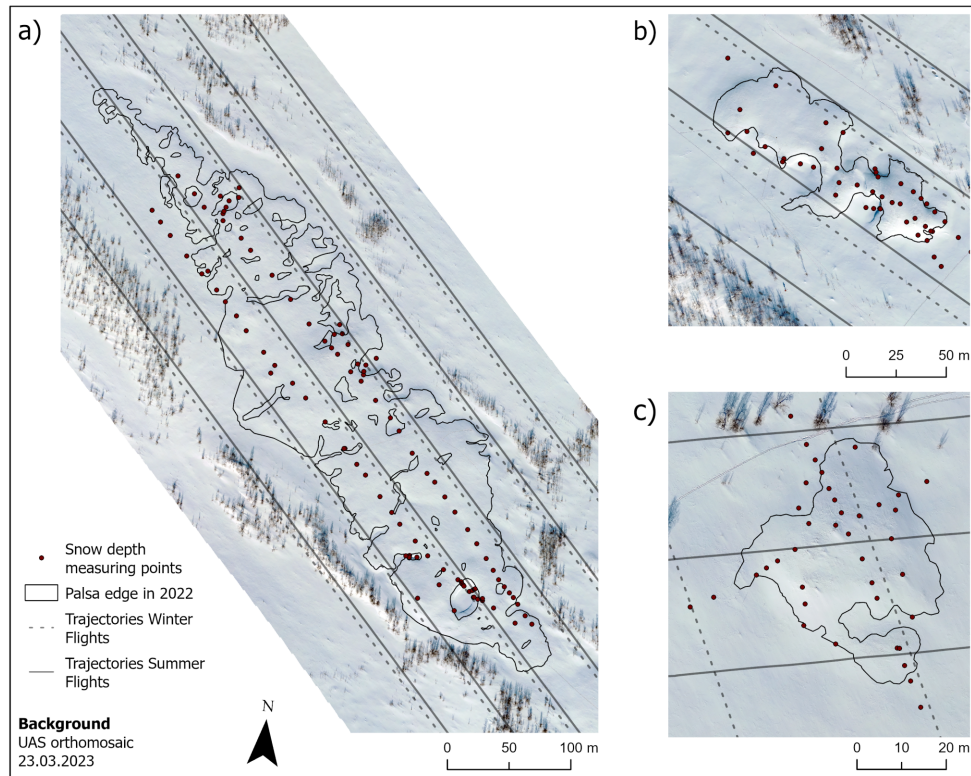 a)
Snow depth
measuring points
Palsa edge in 2022
Trajectories Winter
Flights
Trajectories Summer
Flights
Background
UAS orthomosaic
23.03.2023
N
0 50 100 m
b)
0 25 50 m
c)
0 10 20 m